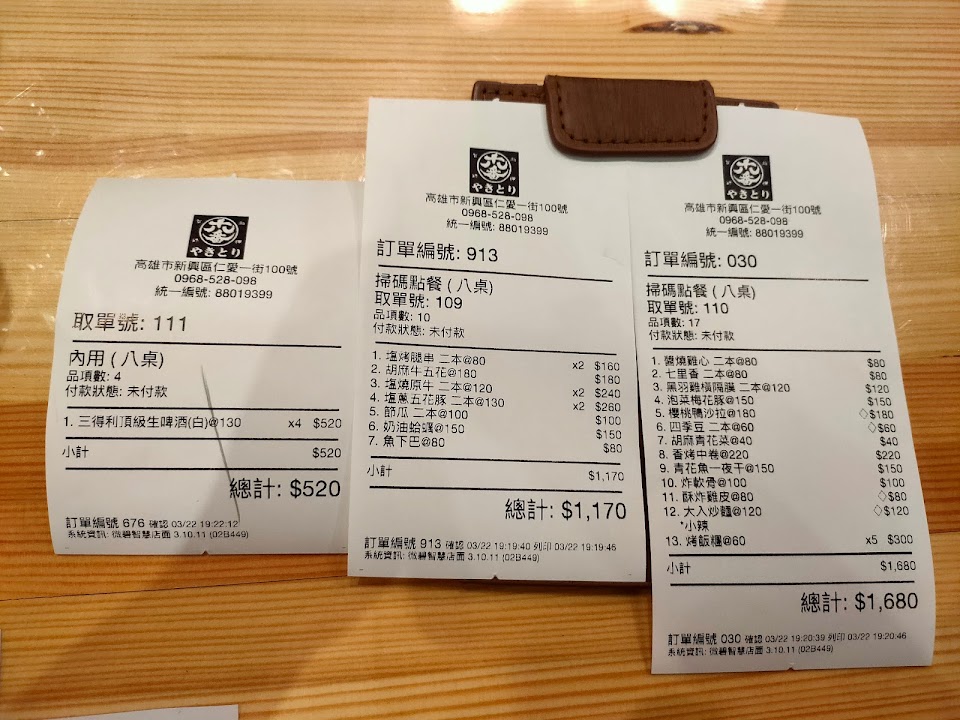 やきとり
高雄市新興區仁愛一街100號
0968-528-098
統一編號: 88019399
取單號: 111
內用 ( 八桌 )
品項數: 4
付款狀態: 未付款
1. 三得利頂級生啤酒(白)@130 x4 $520
小計 $520
總計: $520
訂單編號 676 確認 03/22 19:22:12
系統資訊: 微碧智慧店面 3.10.11 (02B449)
やきとり
高雄市新興區仁愛一街100號
0968-528-098
統一編號: 88019399
訂單編號: 913
掃碼點餐 ( 八桌 )
取單號: 109
品項數: 10
付款狀態: 未付款
1. 塩烤腿串 二本@80 x2 $160
2. 胡麻牛五花@180 $180
3. 塩燒原牛 二本@120 x2 $240
4. 塩蔥五花豚 二本@130 x2 $260
5. 節瓜 二本@100 $100
6. 奶油蛤蠣@150 $150
7. 魚下巴@80 $80
小計 $1,170
總計: $1,170
訂單編號 913 確認 03/22 19:19:40 列印 03/22 19:19:46
系統資訊: 微碧智慧店面 3.10.11 (02B449)
やきとり
高雄市新興區仁愛一街100號
0968-528-098
統一編號: 88019399
訂單編號: 030
掃碼點餐 ( 八桌 )
取單號: 110
品項數: 17
付款狀態: 未付款
1. 醬燒雞心 二本@80 $80
2. 七里香 二本@80 $80
3. 黑羽雞橫隔膜 二本@120 $120
4. 泡菜梅花豚@150 $150
5. 櫻桃鴨沙拉@180 ◇$180
6. 四季豆 二本@60 ◇$60
7. 胡麻青花菜@40 $40
8. 香烤中卷@220 $220
9. 青花魚一夜干@150 $150
10. 炸軟骨@100 $100
11. 酥炸雞皮@80 ◇$80
12. 大入炒麵@120 ◇$120
*小辣
13. 烤飯糰@60 x5 $300
小計 $1,680
總計: $1,680
訂單編號 030 確認 03/22 19:20:39 列印 03/22 19:20:46
系統資訊: 微碧智慧店面 3.10.11 (02B449)